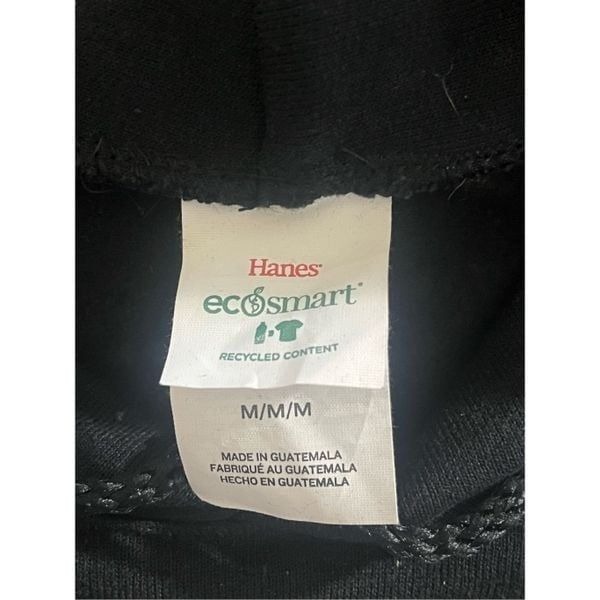 Hanes
ecosmart
RECYCLED CONTENT
M/M/M
MADE IN GUATEMALA
FABRIQUÉ AU GUATEMALA
HECHO EN GUATEMALA